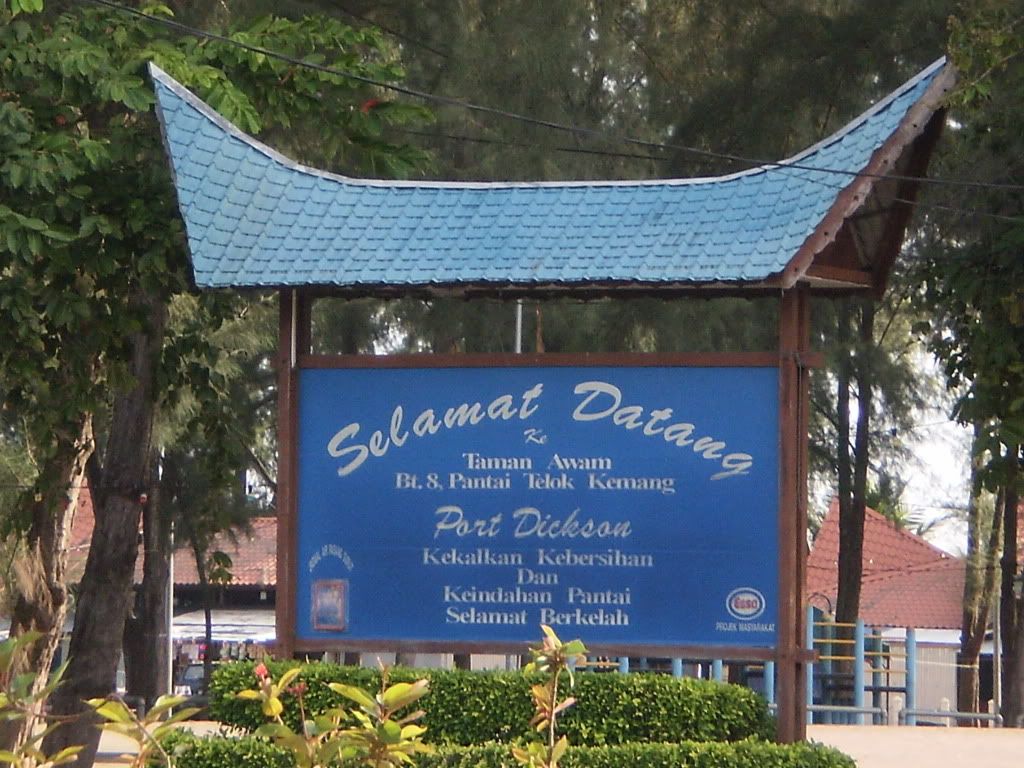 Selamat Datang
Ke
Taman Awam
Bt. 8, Pantai Telok Kemang
Port Dickson
Kekalkan Kebersihan
Dan
Keindahan Pantai
Selamat Berkelah
Esso
PROJEK MASYARAKAT